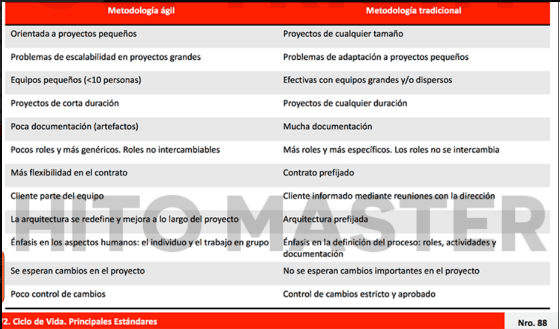 Metodología ágil Metodología tradicional
Orientada a proyectos pequeños Proyectos de cualquier tamaño
Problemas de escalabilidad en proyectos grandes Problemas de adaptación a proyectos pequeños
Equipos pequeños (<10 personas) Efectivas con equipos grandes y/o dispersos
Proyectos de corta duración Proyectos de cualquier duración
Poca documentación (artefactos) Mucha documentación
Pocos roles y más genéricos. Roles no intercambiables Más roles y más específicos. Los roles no se intercambia
Más flexibilidad en el contrato Contrato prefijado
Cliente parte del equipo Cliente informado mediante reuniones con la dirección
HITO MASTER
La arquitectura se redefine y mejora a lo largo del proyecto Arquitectura prefijada
Énfasis en los aspectos humanos: el individuo y el trabajo en grupo Énfasis en la definición del proceso: roles, actividades y
documentación
Se esperan cambios en el proyecto No se esperan cambios importantes en el proyecto
Poco control de cambios Control de cambios estricto y aprobado
/2. Ciclo de Vida. Principales Estándares Nro. 88